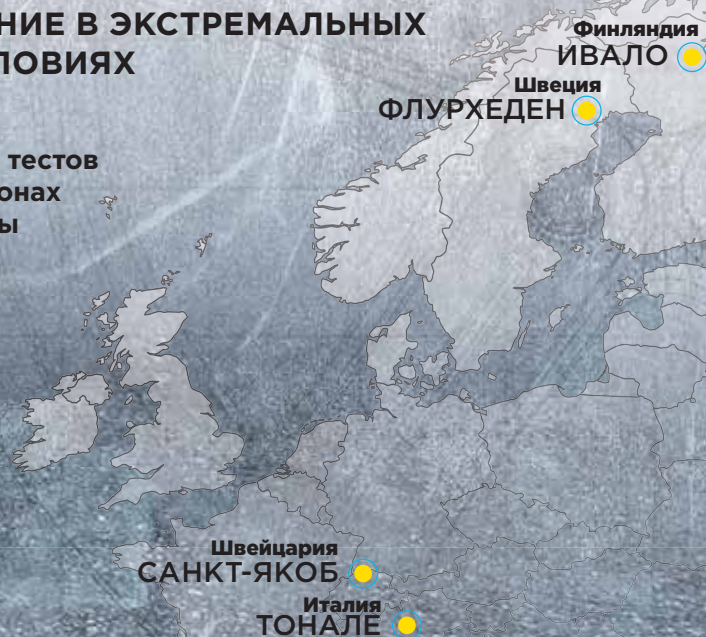 НИЕ В ЭКСТРЕМАЛЬНЫХ
ЛОВИЯХ
тестов
онах
ы
Финляндия
ИВАЛО
Швеция
ФЛУРХЕДЕН
Швейцария
САНКТ-ЯКОБ
Италия
ТОНАЛЕ